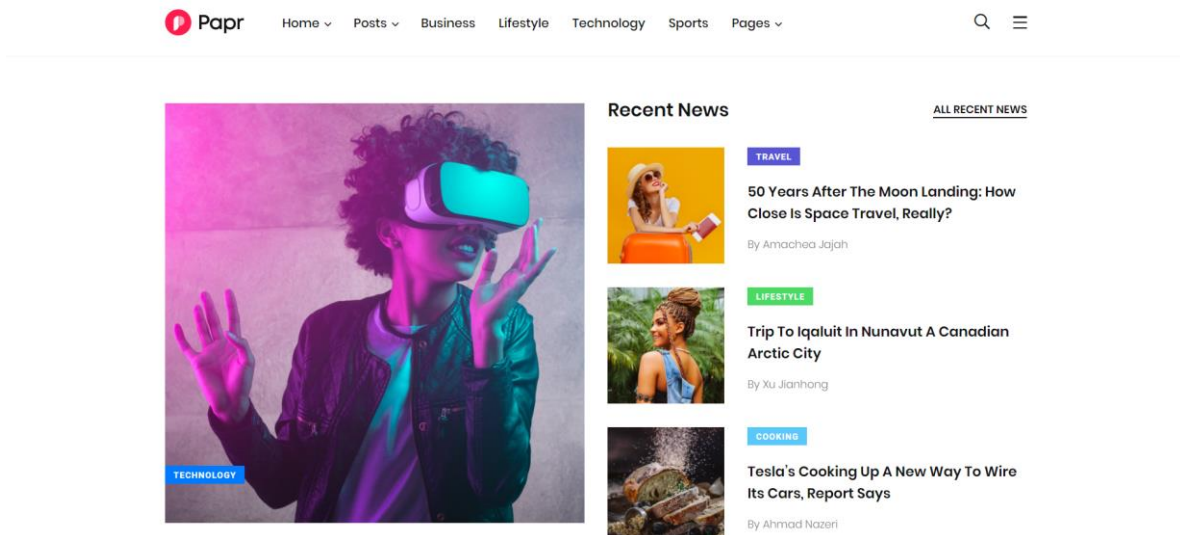 Papr
Home Posts Business Lifestyle Technology Sports Pages
Recent News
ALL RECENT NEWS
TRAVEL
50 Years After The Moon Landing: How
Close Is Space Travel, Really?
By Amachea Jajah
LIFESTYLE
Trip To Iqaluit In Nunavut A Canadian
Arctic City
By Xu Jianhong
COOKING
Tesla's Cooking Up A New Way To Wire
Its Cars, Report Says
By Ahmad Nazeri
TECHNOLOGY